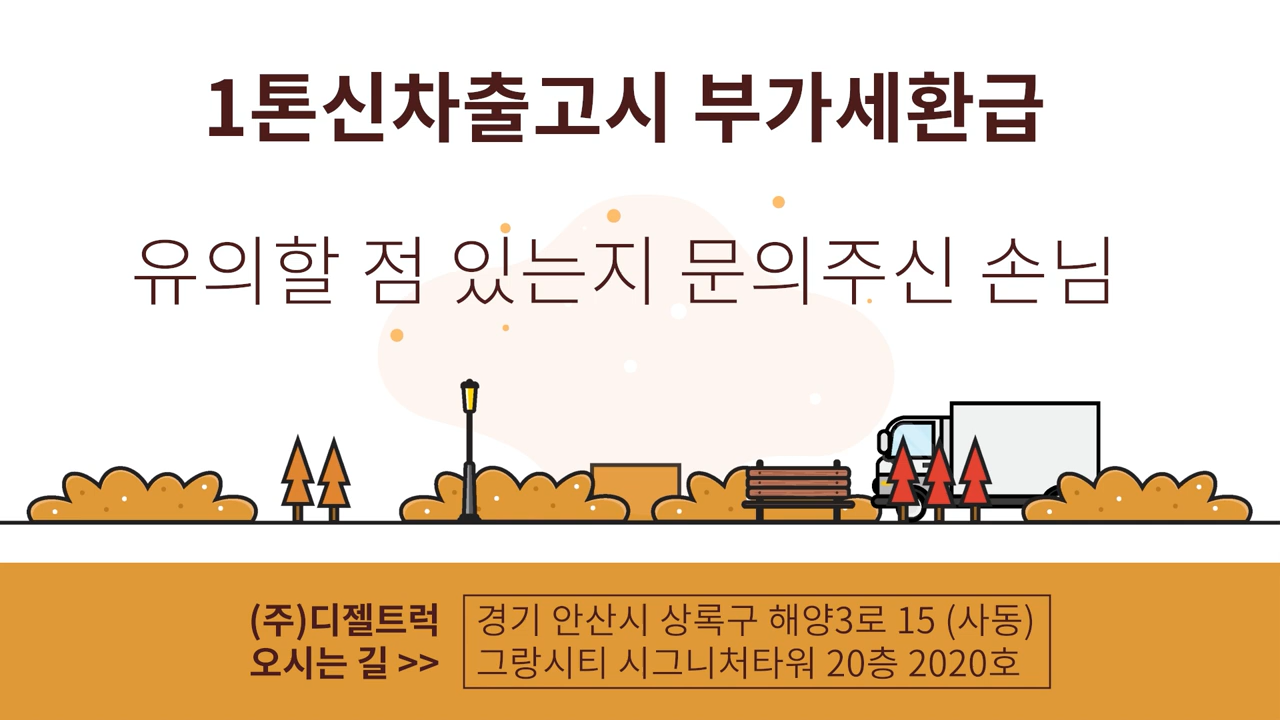 1톤신차출고시 부가세환급
유의할 점 있는지 문의주신 손님
(주)디젤트럭
오시는 길 >>
경기 안산시 상록구 해양3로 15 (사동)
그랑시티 시그니처타워 20층 2020호